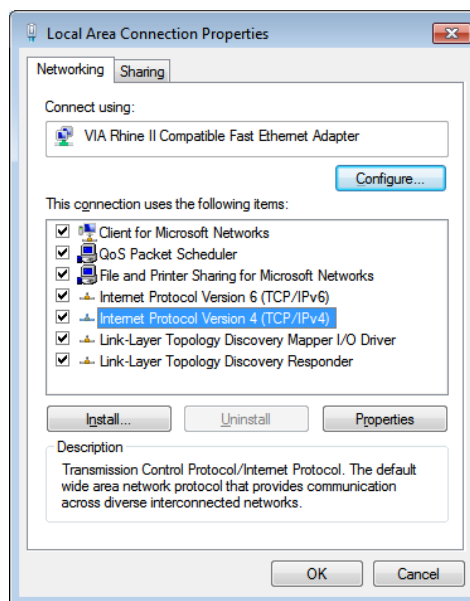 Local Area Connection Properties
Networking
Sharing
Connect using:
VIA Rhine II Compatible Fast Ethernet Adapter
Configure...
This connection uses the following items:
Client for Microsoft Networks
QoS Packet Scheduler
File and Printer Sharing for Microsoft Networks
Internet Protocol Version 6 (TCP/IPv6)
Internet Protocol Version 4 (TCP/IPv4)
Link-Layer Topology Discovery Mapper I/O Driver
Link-Layer Topology Discovery Responder
Install...
Uninstall
Properties
Description
Transmission Control Protocol/Internet Protocol. The default
wide area network protocol that provides communication
across diverse interconnected networks.
OK
Cancel